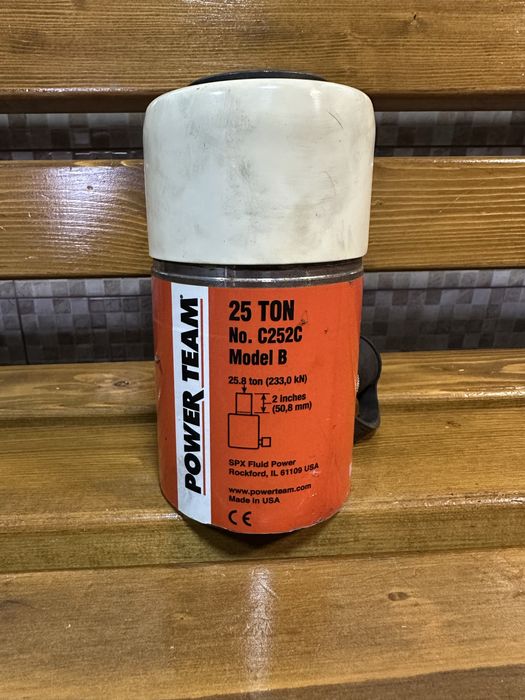 POWER TEAM
25 TON
No. C252C
Model B
25.8 ton (233,0 kN)
2 inches
(50,8 mm)
SPX Fluid Power
Rockford, IL 61109 USA
www.powerteam.com
Made in USA
CE